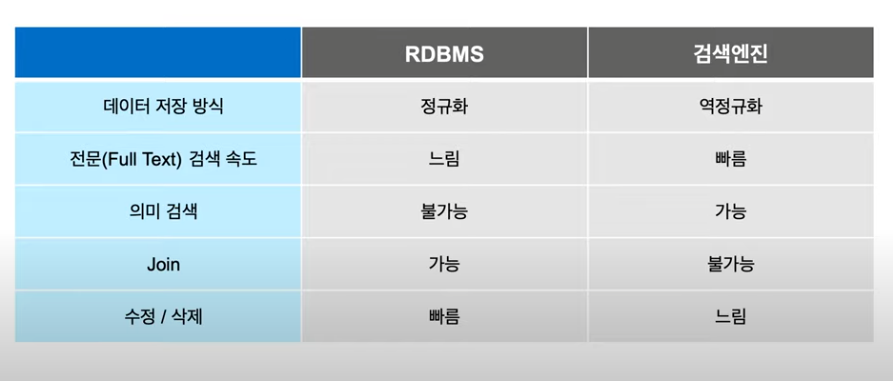 RDBMS 검색엔진
데이터 저장 방식 정규화 역정규화
전문(Full Text) 검색 속도 느림 빠름
의미 검색 불가능 가능
Join 가능 불가능
수정 / 삭제 빠름 느림